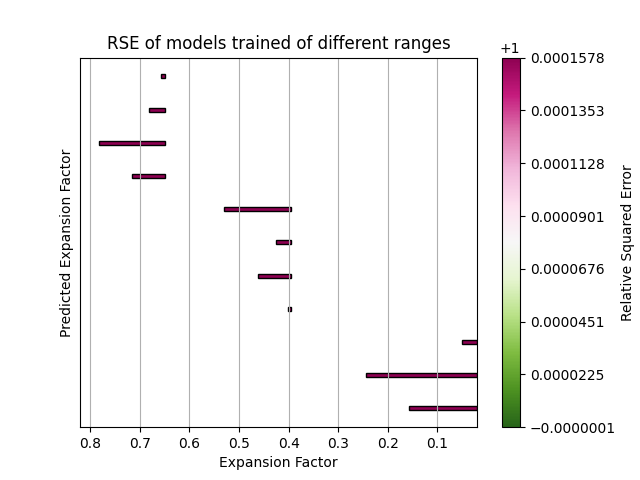 RSE of models trained of different ranges
+1
Predicted Expansion Factor
0.8 0.7 0.6 0.5 0.4 0.3 0.2 0.1
Expansion Factor
0.0001578
0.0001353
0.0001128
0.0000901
0.0000676
0.0000451
0.0000225
−0.0000001
Relative Squared Error